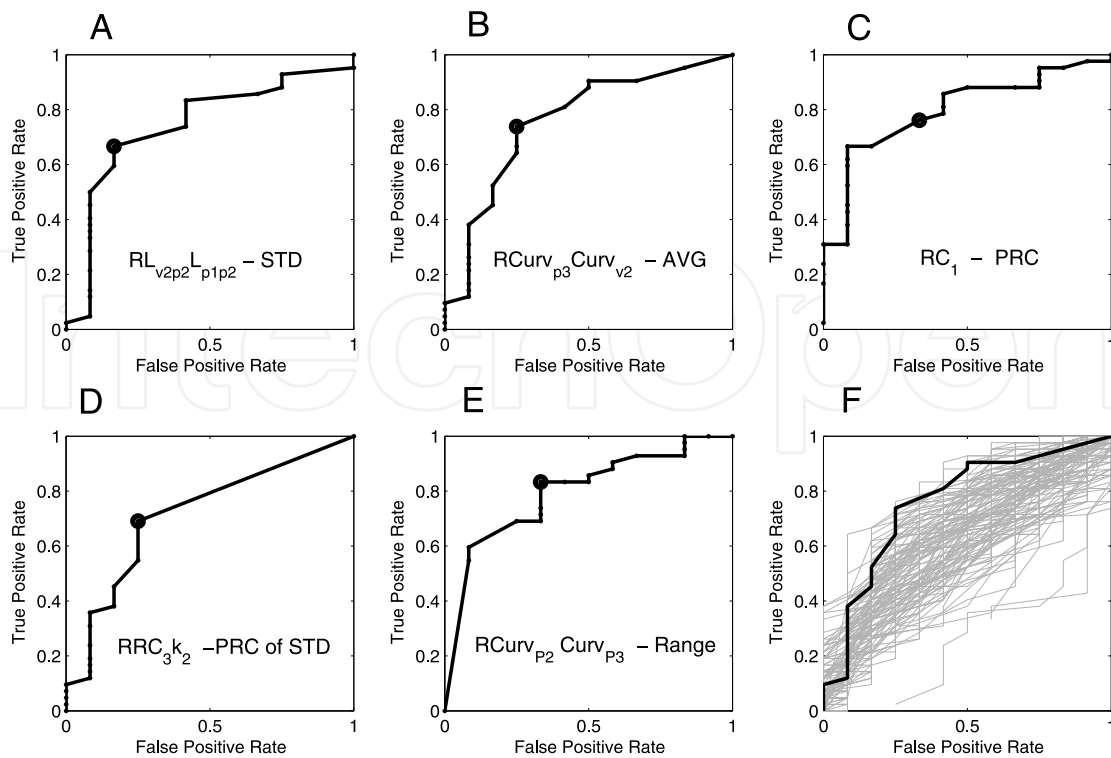 A
B
C
1
0.8
0.6
0.4
0.2
0
0
0.5
1
True Positive Rate
False Positive Rate
RLv2p2Lp1p2 – STD
1
0.8
0.6
0.4
0.2
0
0
0.5
1
True Positive Rate
False Positive Rate
RCurvp3Curvv2 – AVG
1
0.8
0.6
0.4
0.2
0
0
0.5
1
True Positive Rate
False Positive Rate
RC1 – PRC
D
E
F
1
0.8
0.6
0.4
0.2
0
0
0.5
1
True Positive Rate
False Positive Rate
RRC3k2 –PRC of STD
1
0.8
0.6
0.4
0.2
0
0
0.5
1
True Positive Rate
False Positive Rate
RCurvP2 CurvP3 – Range
1
0.8
0.6
0.4
0.2
0
0
0.5
1
True Positive Rate
False Positive Rate
IntechOpen